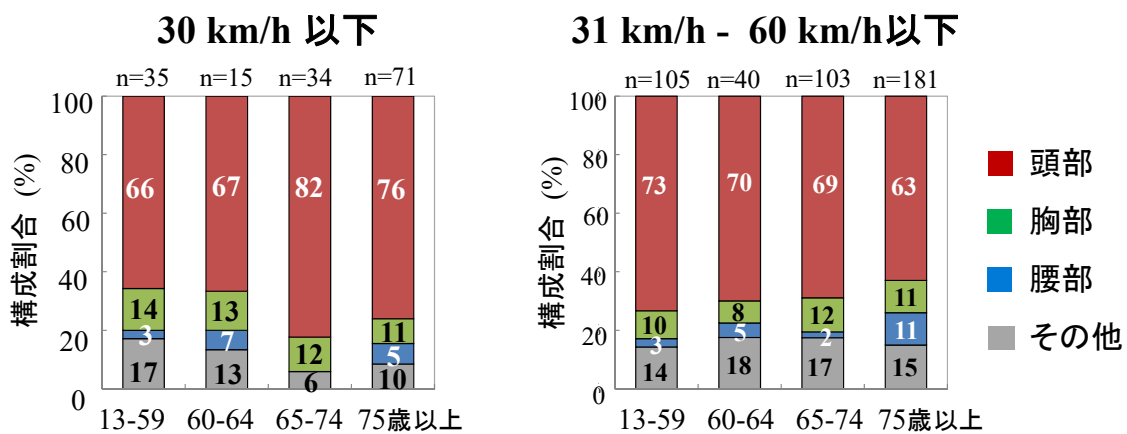 30 km/h 以下
n=35 n=15 n=34 n=71
構成割合 (%)
100
80
60
40
20
0
66 67 82 76
14 13 12 11
3 7 5
17 13 6 10
13-59 60-64 65-74 75歳以上
31 km/h - 60 km/h以下
n=105 n=40 n=103 n=181
構成割合 (%)
100
80
60
40
20
0
73 70 69 63
10 8 12 11
3 5 2 11
14 18 17 15
13-59 60-64 65-74 75歳以上
頭部
胸部
腰部
その他